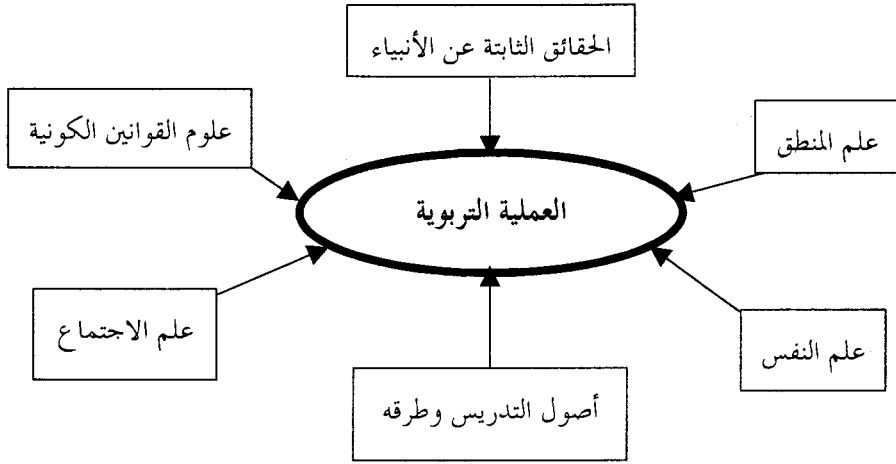 الحقائق الثابتة عن الأنبياء
علم المنطق
علوم القوانين الكونية
العملية التربوية
علم النفس
علم الاجتماع
أصول التدريس وطرقه